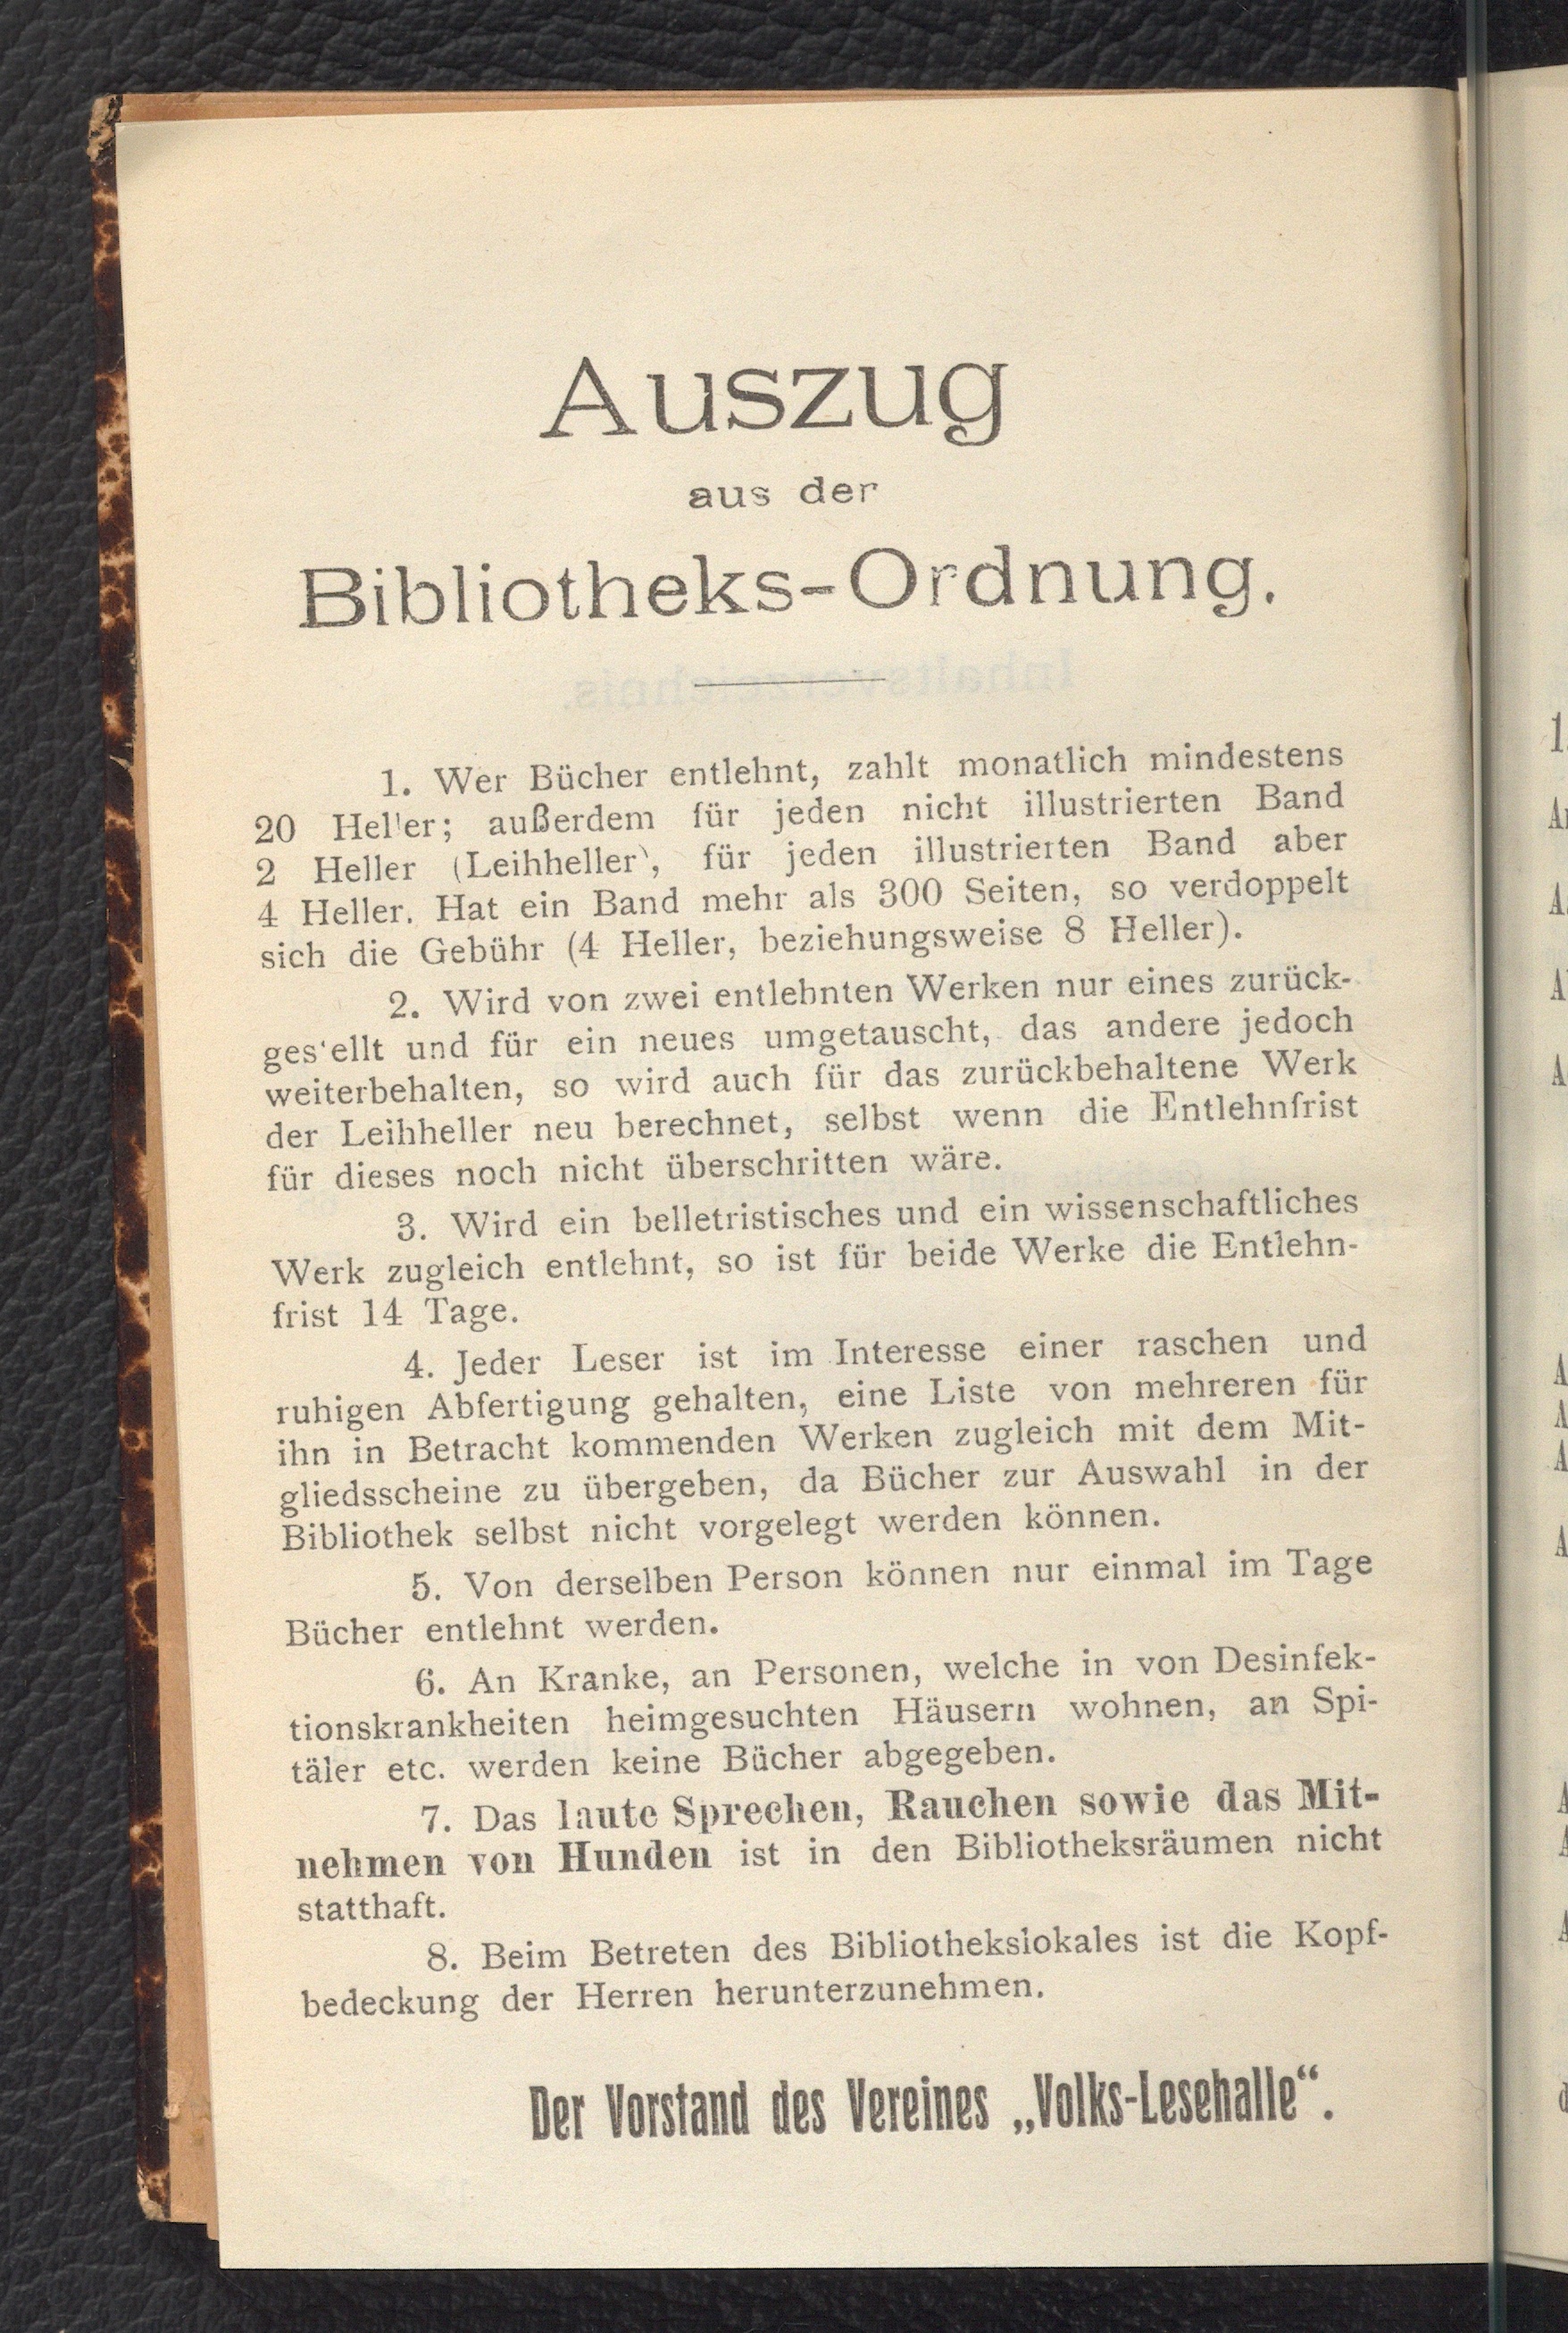 Auszug
aus der
Bibliotheks-Ordnung.
1. Wer Bücher entlehnt, zahlt monatlich mindestens
20 Heller; außerdem für jeden nicht illustrierten Band
2 Heller (Leihheller), für jeden illustrierten Band aber
4 Heller. Hat ein Band mehr als 300 Seiten, so verdoppelt
sich die Gebühr (4 Heller, beziehungsweise 8 Heller).
2. Wird von zwei entlehnten Werken nur eines zurück-
gestellt und für ein neues umgetauscht, das andere jedoch
weiterbehalten, so wird auch für das zurückbehaltene Werk
der Leihheller neu berechnet, selbst wenn die Entlehnfrist
für dieses noch nicht überschritten wäre.
3. Wird ein belletristisches und ein wissenschaftliches
Werk zugleich entlehnt, so ist für beide Werke die Entlehn-
frist 14 Tage.
4. Jeder Leser ist im Interesse einer raschen und
ruhigen Abfertigung gehalten, eine Liste von mehreren für
ihn in Betracht kommenden Werken zugleich mit dem Mit-
gliedsscheine zu übergeben, da Bücher zur Auswahl in der
Bibliothek selbst nicht vorgelegt werden können.
5. Von derselben Person können nur einmal im Tage
Bücher entlehnt werden.
6. An Kranke, an Personen, welche in von Desinfek-
tionskrankheiten heimgesuchten Häusern wohnen, an Spi-
täler etc. werden keine Bücher abgegeben.
7. Das laute Sprechen, Rauchen sowie das Mit-
nehmen von Hunden ist in den Bibliotheksräumen nicht
statthaft.
8. Beim Betreten des Bibliothekslokales ist die Kopf-
bedeckung der Herren herunterzunehmen.
Der Vorstand des Vereines „Volks-Lesehalle“.